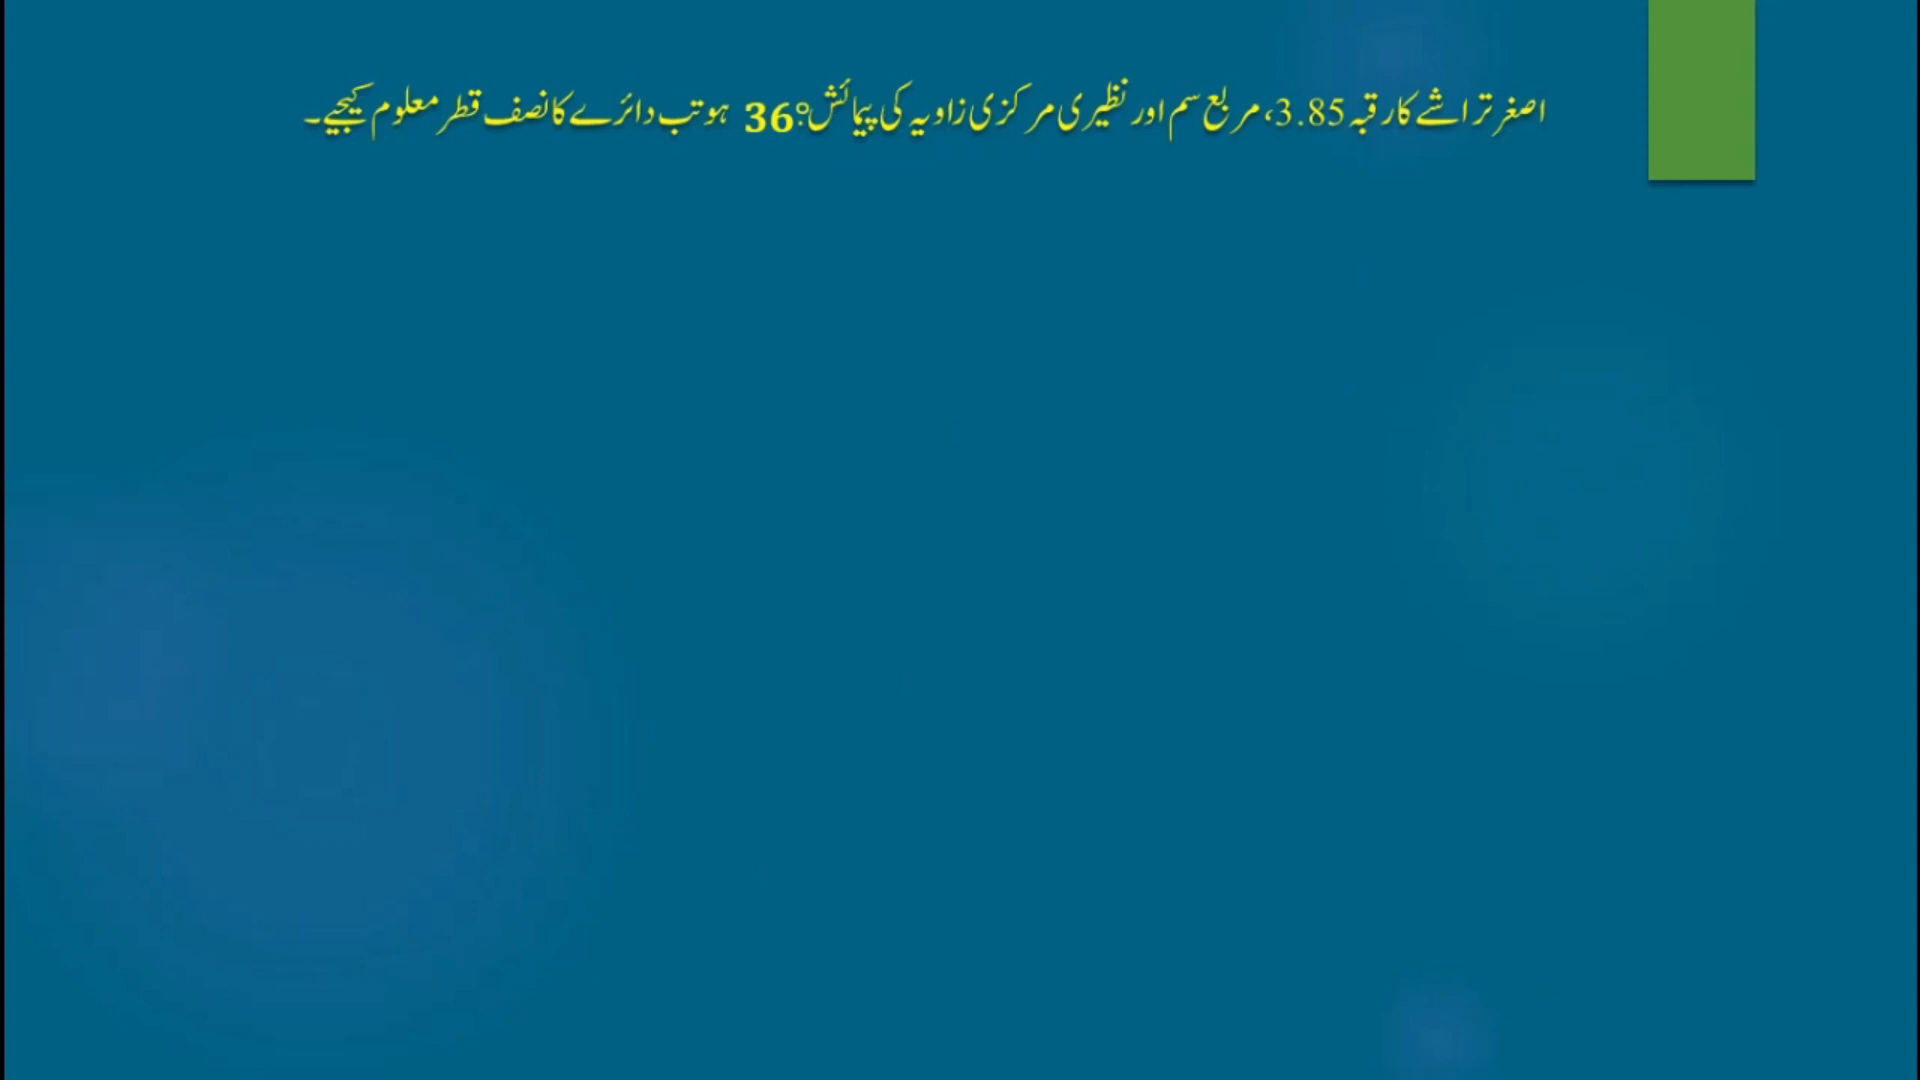 اصغر تراشے کا رقبہ 3.85، مربع سم اور نظیری مرکزی زاویہ کی پیمائش 36° ہو تب دائرے کا نصف قطر معلوم کیجیے۔